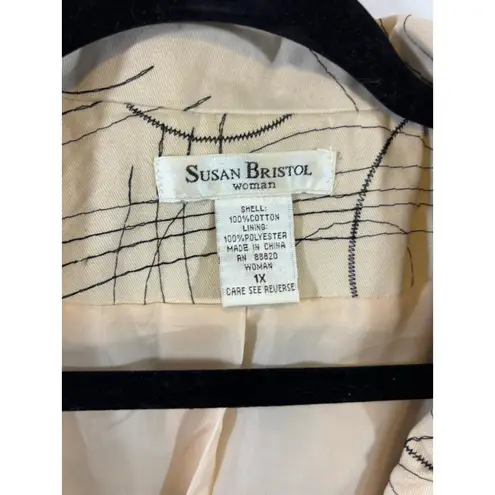 SUSAN BRISTOL
woman
SHELL:
100%COTTON
LINING:
100%POLYESTER
MADE IN CHINA
RN 88820
WOMAN
1X
CARE SEE REVERSE